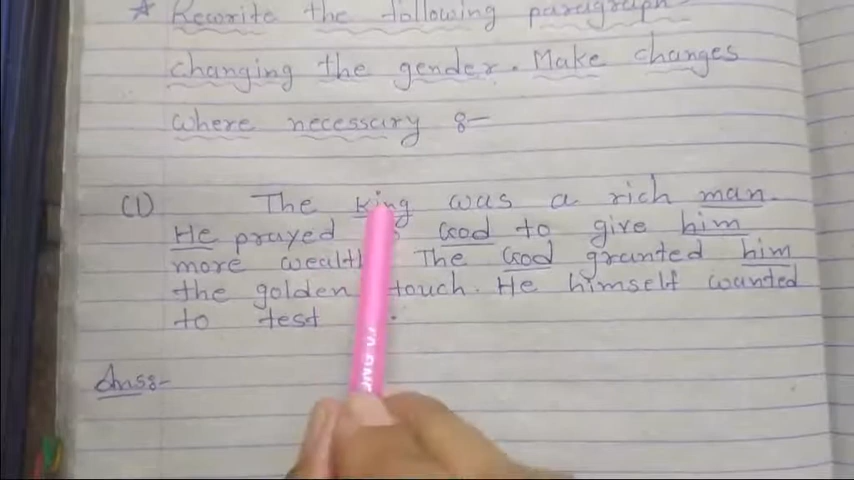 * Rewrite the following paragraph
changing the gender. Make changes
where necessary :-
(1) The king was a rich man.
He prayed God to give him
more wealth The God granted him
the golden touch. He himself wanted
to test
Ans:-